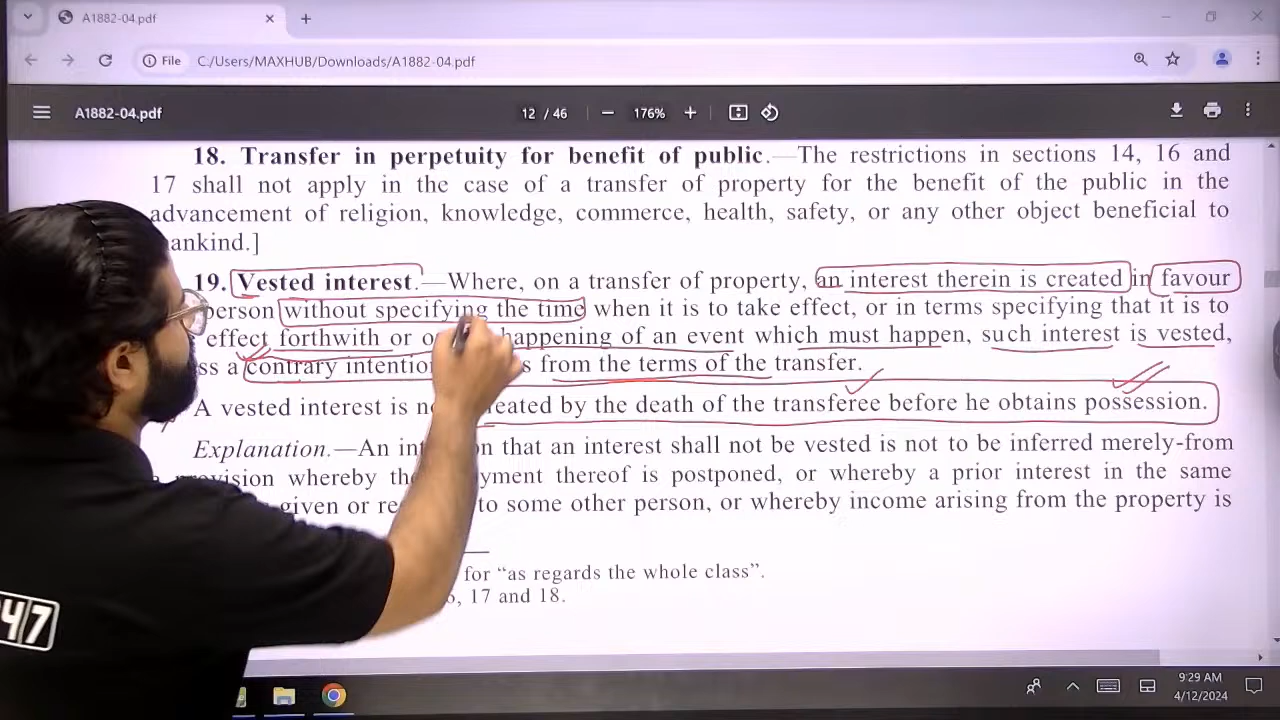 A1882-04.pdf
File
C:/Users/MAXHUB/Downloads/A1882-04.pdf
A1882-04.pdf
12 / 46
176%
18. Transfer in perpetuity for benefit of public.—The restrictions in sections 14, 16 and
17 shall not apply in the case of a transfer of property for the benefit of the public in the
advancement of religion, knowledge, commerce, health, safety, or any other object beneficial to
ankind.]
19. Vested interest.—Where, on a transfer of property, an interest therein is created in favour
person without specifying the time when it is to take effect, or in terms specifying that it is to
effect forthwith or o happening of an event which must happen, such interest is vested,
ss a contrary intention s from the terms of the transfer.
A vested interest is no eated by the death of the transferee before he obtains possession.
Explanation.—An int n that an interest shall not be vested is not to be inferred merely-from
vision whereby the yment thereof is postponed, or whereby a prior interest in the same
given or re to some other person, or whereby income arising from the property is
for “as regards the whole class”.
, 17 and 18.
47
9:29 AM
4/12/2024